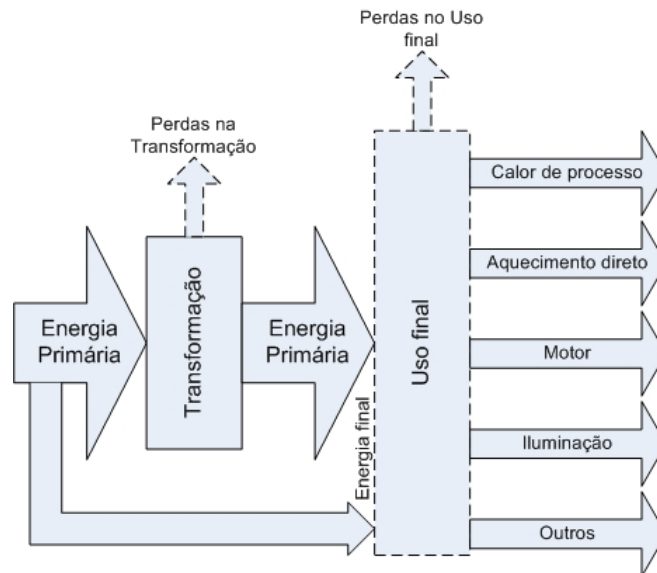 Perdas no Uso
final
Perdas na
Transformação
Energia
Primária
Transformação
Energia
Primária
Energia final
Uso final
Calor de processo
Aquecimento direto
Motor
Iluminação
Outros